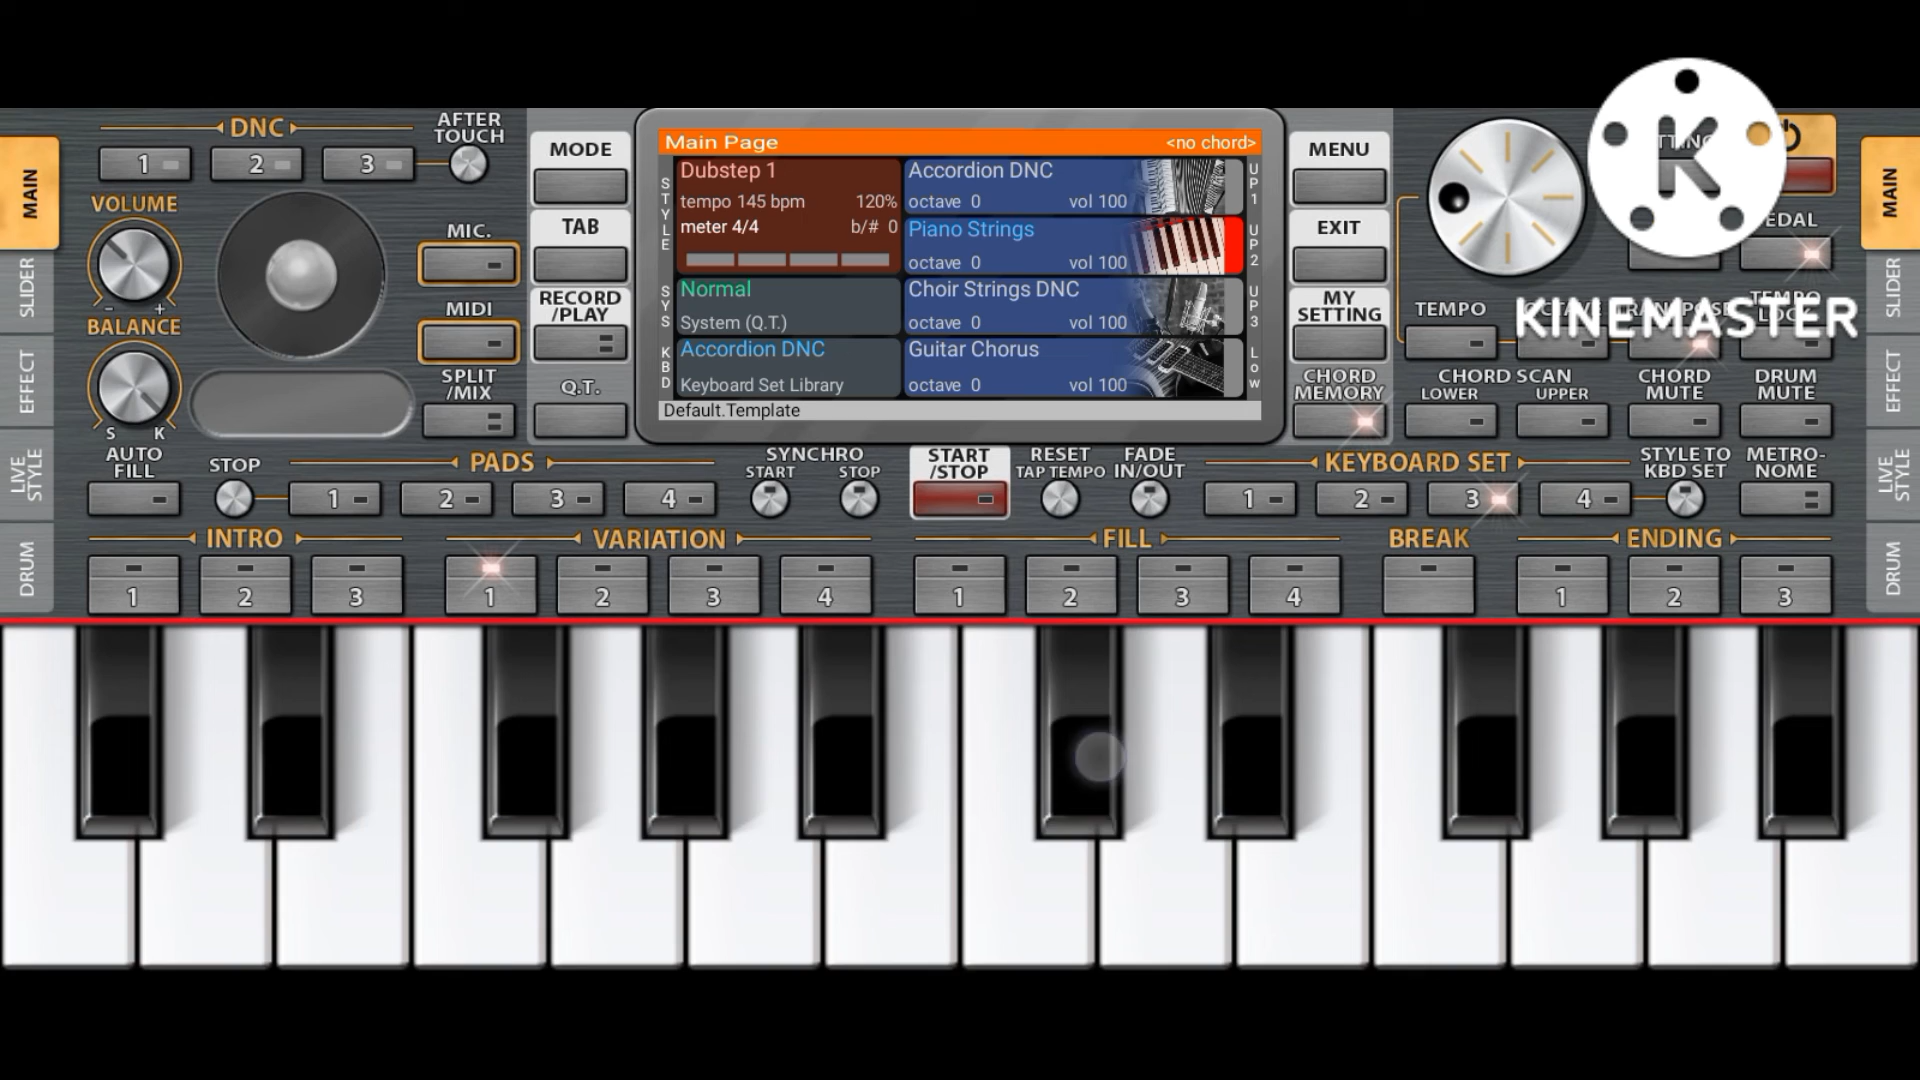 DNC
AFTER
TOUCH
1 2 3
MAIN
SLIDER
EFFECT
LIVE
STYLE
DRUM
VOLUME
- +
BALANCE
S K
MIC.
MIDI
SPLIT
/MIX
MODE
TAB
RECORD
/PLAY
Q.T.
Main Page <no chord>
STYLE
Dubstep 1
tempo 145 bpm 120%
meter 4/4 b/# 0
SYS
Normal
System (Q.T.)
KBD
Accordion DNC
Keyboard Set Library
Accordion DNC
octave 0 vol 100
UP1
Piano Strings
octave 0 vol 100
UP2
Choir Strings DNC
octave 0 vol 100
UP3
Guitar Chorus
octave 0 vol 100
Low
Default.Template
MENU
EXIT
MY
SETTING
CHORD
MEMORY
K
KINEMASTER
TEMPO
CHORD SCAN
LOWER UPPER
CHORD
MUTE
DRUM
MUTE
MAIN
SLIDER
EFFECT
LIVE
STYLE
DRUM
AUTO
FILL
STOP
PADS
1 2 3 4
SYNCHRO
START STOP
START
/STOP
RESET
TAP TEMPO
FADE
IN/OUT
KEYBOARD SET
1 2 3 4
STYLE TO
KBD SET
METRO-
NOME
INTRO
1 2 3
VARIATION
1 2 3 4
FILL
1 2 3 4
BREAK
ENDING
1 2 3